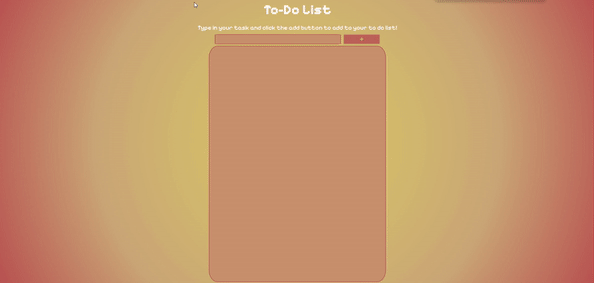 To-Do List
Type in your task and click the add button to add to your to do list!
+